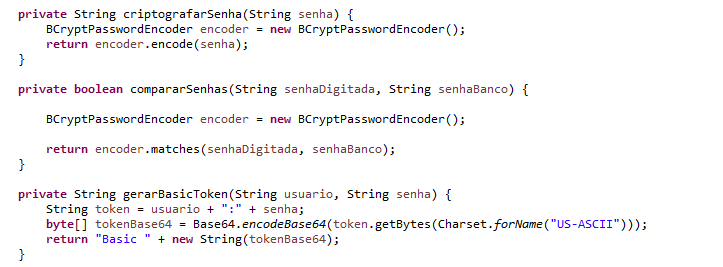 private String criptografarSenha(String senha) {
BCryptPasswordEncoder encoder = new BCryptPasswordEncoder();
return encoder.encode(senha);
}
private boolean compararSenhas(String senhaDigitada, String senhaBanco) {
BCryptPasswordEncoder encoder = new BCryptPasswordEncoder();
return encoder.matches(senhaDigitada, senhaBanco);
}
private String gerarBasicToken(String usuario, String senha) {
String token = usuario + ":" + senha;
byte[] tokenBase64 = Base64.encodeBase64(token.getBytes(Charset.forName("US-ASCII")));
return "Basic " + new String(tokenBase64);
}